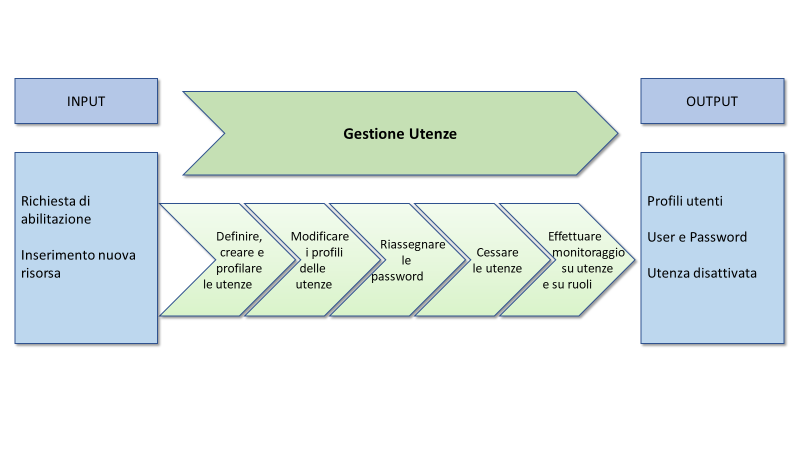 INPUT
Gestione Utenze
OUTPUT
Richiesta di
abilitazione
Inserimento nuova
risorsa
Definire,
creare e
profilare
le utenze
Modificare
i profili
delle
utenze
Riassegnare
le
password
Cessare
le utenze
Effettuare
monitoraggio
su utenze
e su ruoli
Profili utenti
User e Password
Utenza disattivata